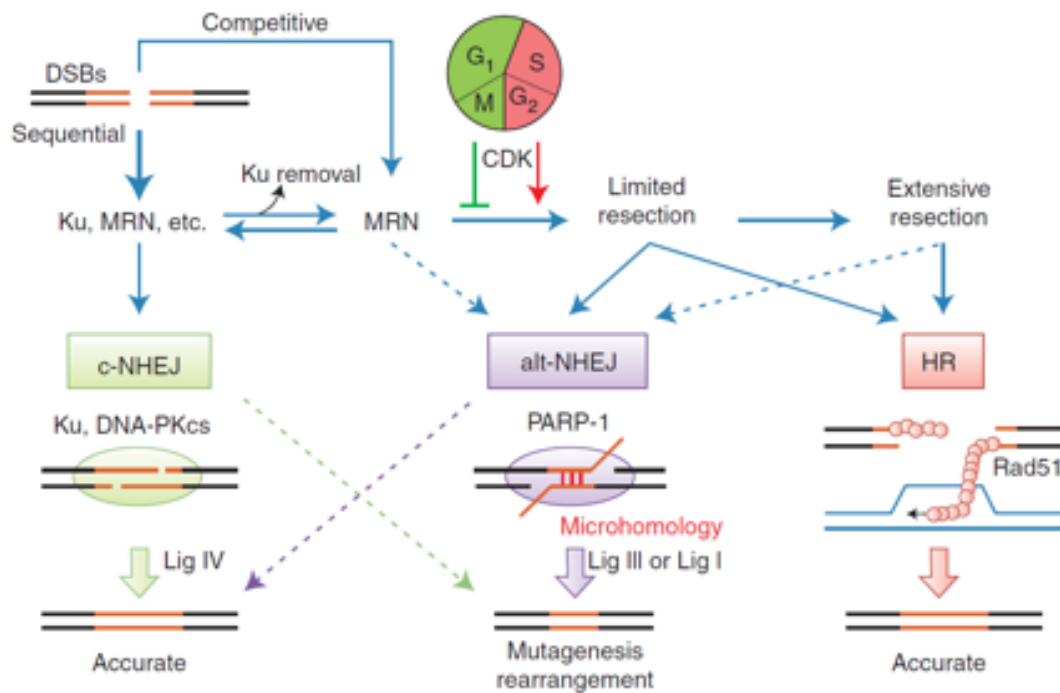 Competitive
DSBs
Sequential
G1
S
M
G2
CDK
Ku removal
Ku, MRN, etc.
MRN
Limited
resection
Extensive
resection
c-NHEJ
alt-NHEJ
HR
Ku, DNA-PKcs
PARP-1
Rad51
Microhomology
Lig IV
Lig III or Lig I
Accurate
Mutagenesis
rearrangement
Accurate